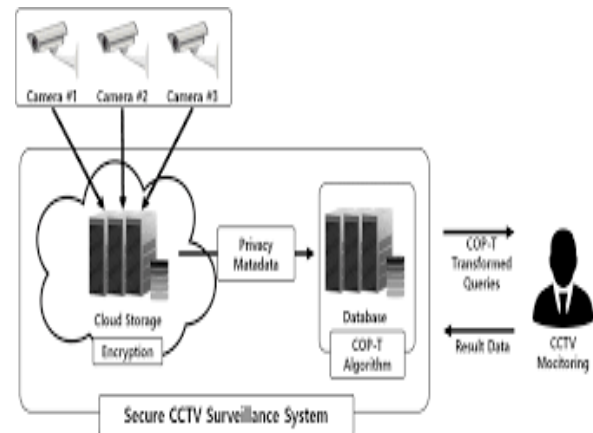 Camera #1 Camera #2 Camera #3
Privacy
Matadata
Cloud Storage
Encryption
Database
COP-T
Algorithm
COP-T
Transformed
Queries
Result Data
CCTV
Mocitoring
Secure CCTV Surveillance System